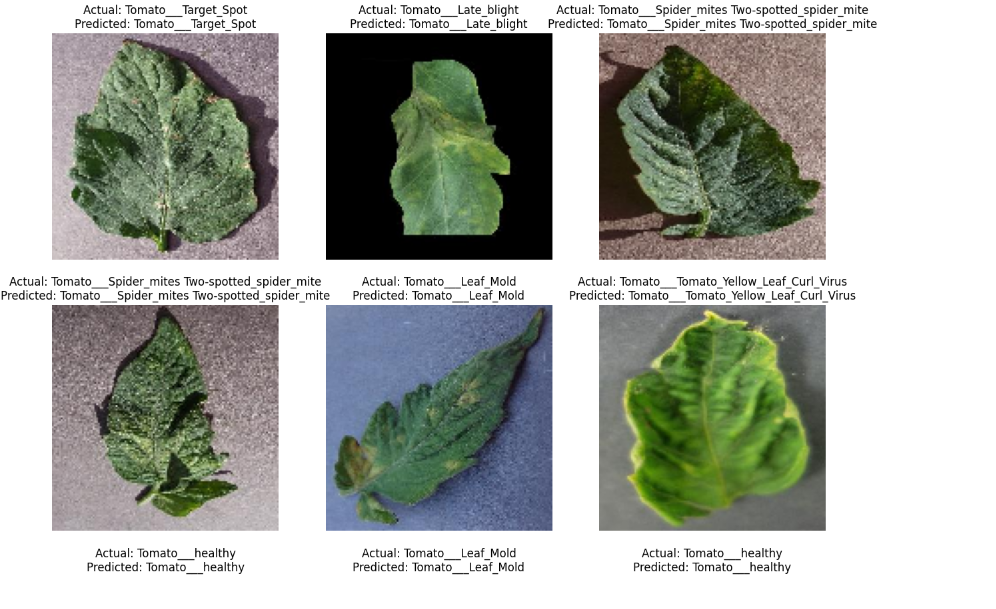 Actual: Tomato___Target_Spot
Predicted: Tomato___Target_Spot
Actual: Tomato___Late_blight
Predicted: Tomato___Late_blight
Actual: Tomato___Spider_mites Two-spotted_spider_mite
Predicted: Tomato___Spider_mites Two-spotted_spider_mite
Actual: Tomato___Spider_mites Two-spotted_spider_mite
Predicted: Tomato___Spider_mites Two-spotted_spider_mite
Actual: Tomato___Leaf_Mold
Predicted: Tomato___Leaf_Mold
Actual: Tomato___Tomato_Yellow_Leaf_Curl_Virus
Predicted: Tomato___Tomato_Yellow_Leaf_Curl_Virus
Actual: Tomato___healthy
Predicted: Tomato___healthy
Actual: Tomato___Leaf_Mold
Predicted: Tomato___Leaf_Mold
Actual: Tomato___healthy
Predicted: Tomato___healthy